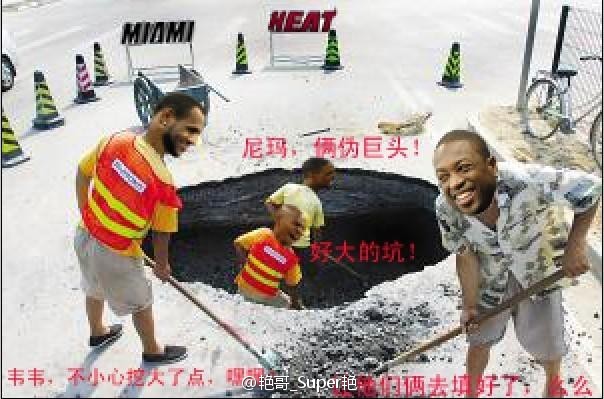 MIAMI HEAT
尼玛，俩伪巨头！
好大的坑！
韦韦，不小心挖大了点，嘿嘿
@艳哥_Super艳
他们俩去填好了，么么